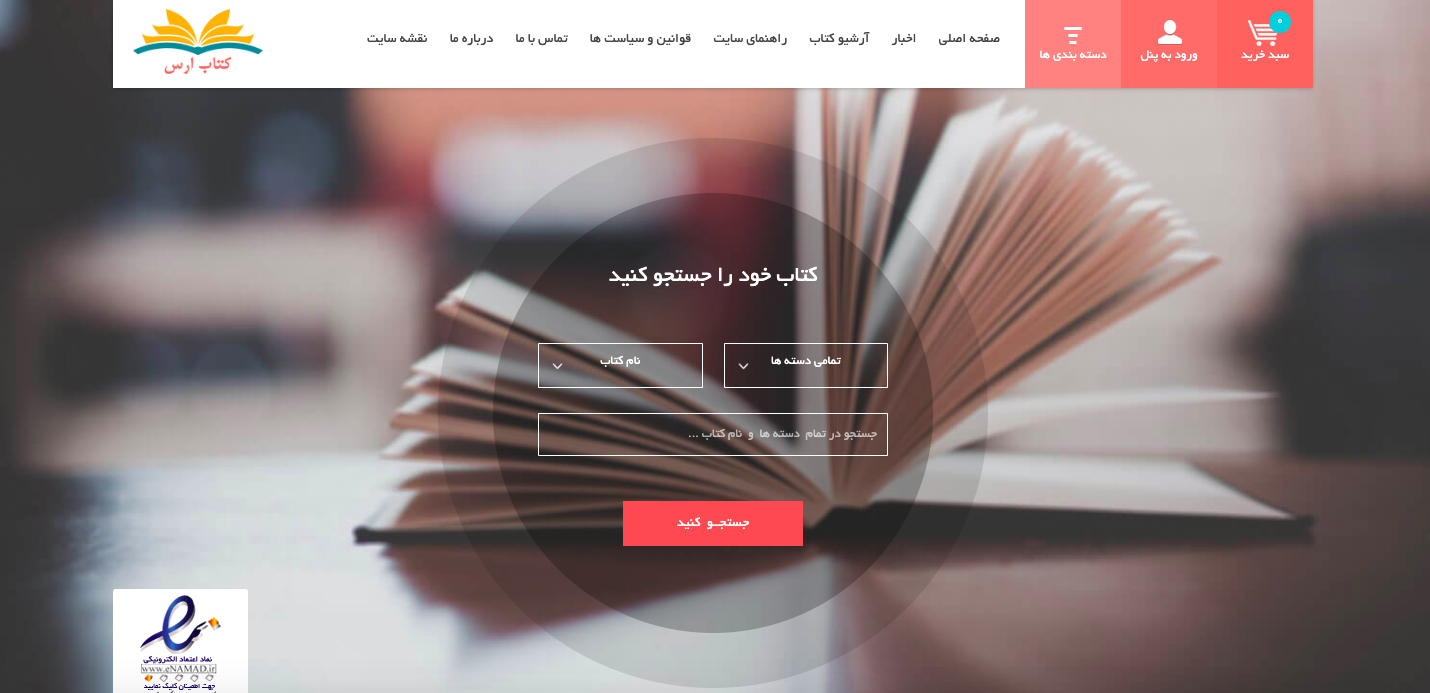 ۰
سبد خرید
ورود به پنل
دسته بندی ها
صفحه اصلی
اخبار
آرشیو کتاب
راهنمای سایت
قوانین و سیاست ها
تماس با ما
درباره ما
نقشه سایت
کتاب ارس
کتاب خود را جستجو کنید
تمامی دسته ها
نام کتاب
جستجو در تمام دسته ها و نام کتاب ...
جستجــو کنید
نماد اعتماد الکترونیکی
www.eNAMAD.ir
جهت اطمینان کلیک نمایید